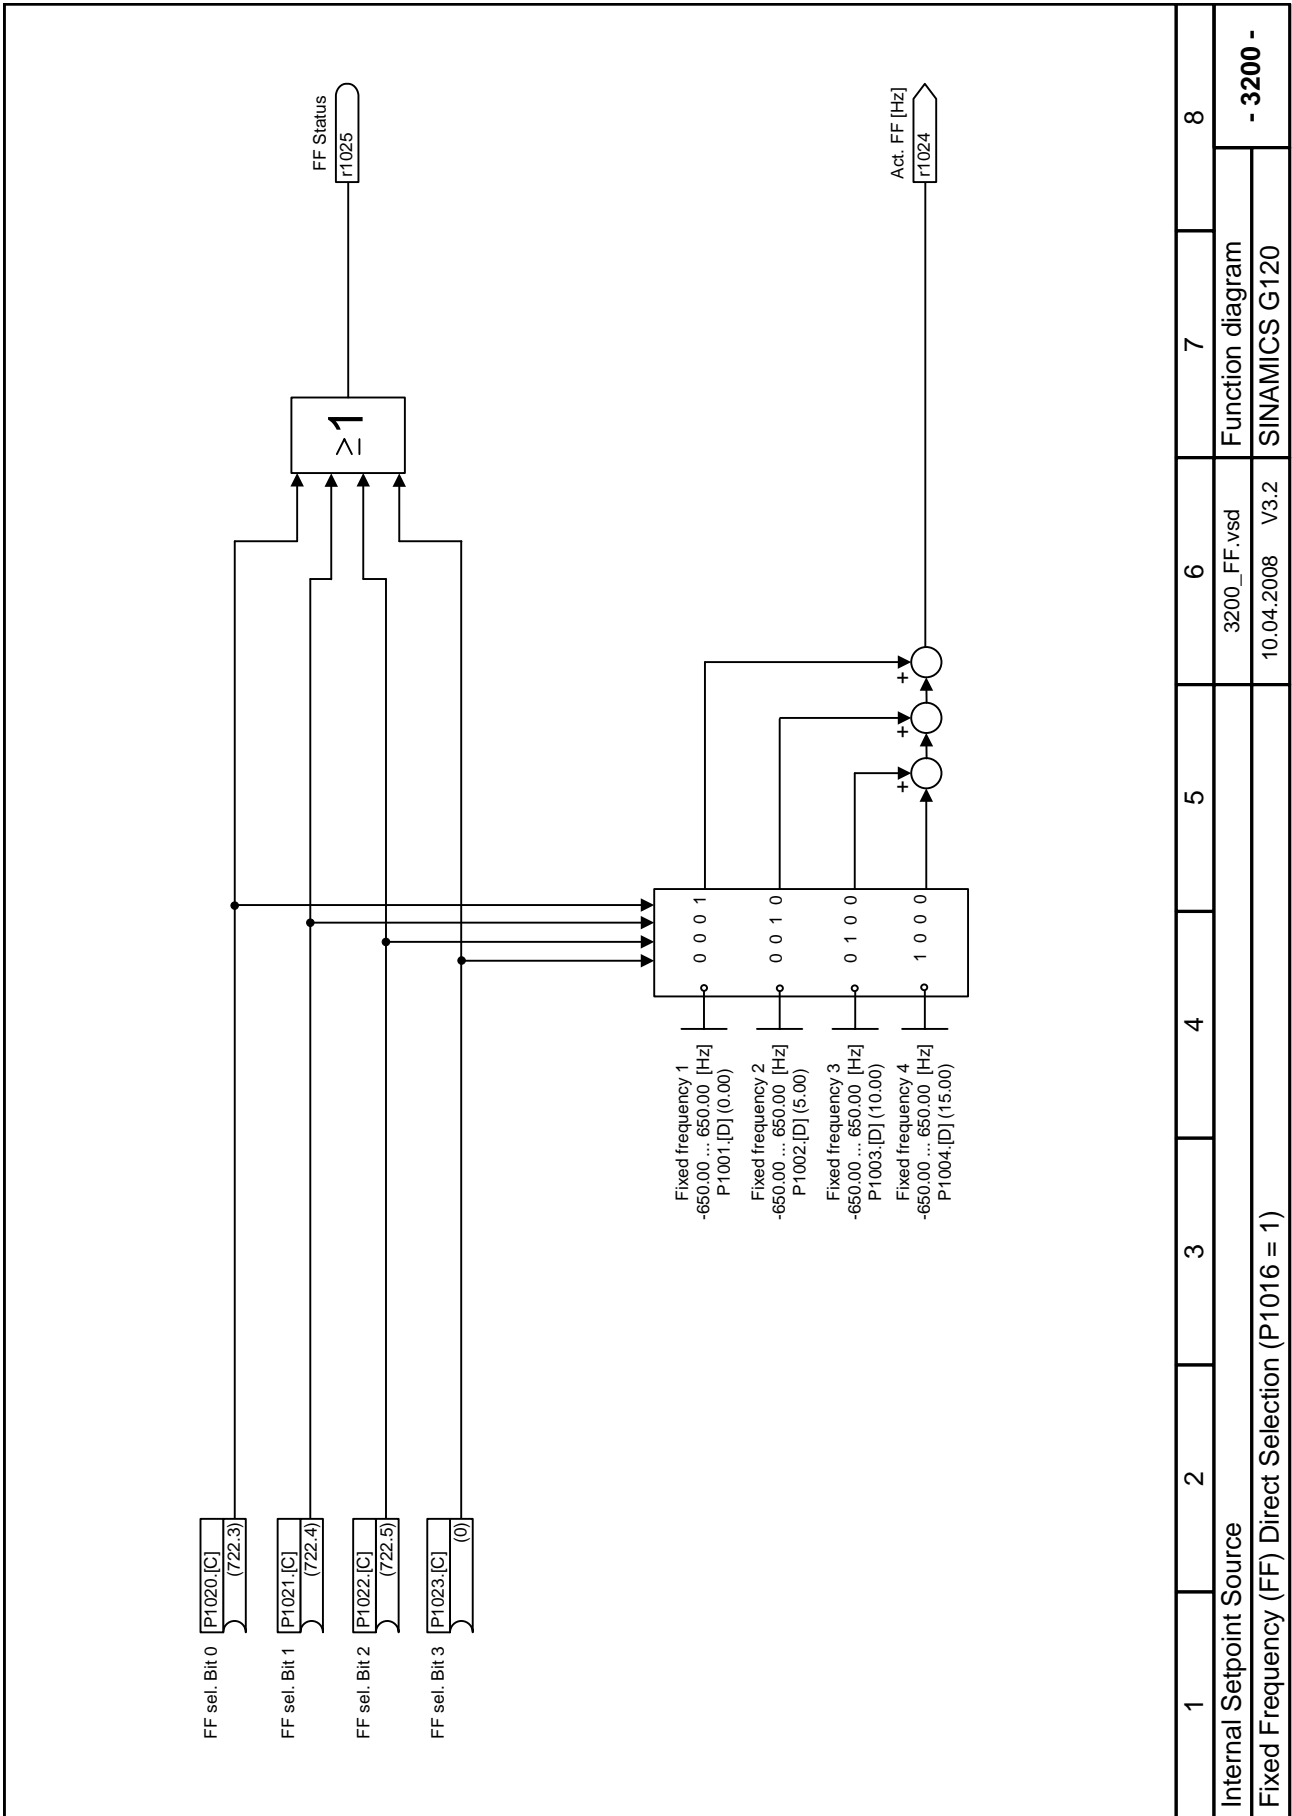 FF sel. Bit 0
P1020.[C]
(722.3)
FF sel. Bit 1
P1021.[C]
(722.4)
FF sel. Bit 2
P1022.[C]
(722.5)
FF sel. Bit 3
P1023.[C]
(0)
≥1
FF Status
r1025
Fixed frequency 1
-650.00 ... 650.00 [Hz]
P1001.[D] (0.00)
0 0 0 1
Fixed frequency 2
-650.00 ... 650.00 [Hz]
P1002.[D] (5.00)
0 0 1 0
Fixed frequency 3
-650.00 ... 650.00 [Hz]
P1003.[D] (10.00)
0 1 0 0
Fixed frequency 4
-650.00 ... 650.00 [Hz]
P1004.[D] (15.00)
1 0 0 0
+
+
+
Act. FF [Hz]
r1024
1 2 3 4 5 6 7 8
Internal Setpoint Source
3200_FF.vsd
Function diagram
- 3200 -
Fixed Frequency (FF) Direct Selection (P1016 = 1)
10.04.2008 V3.2
SINAMICS G120